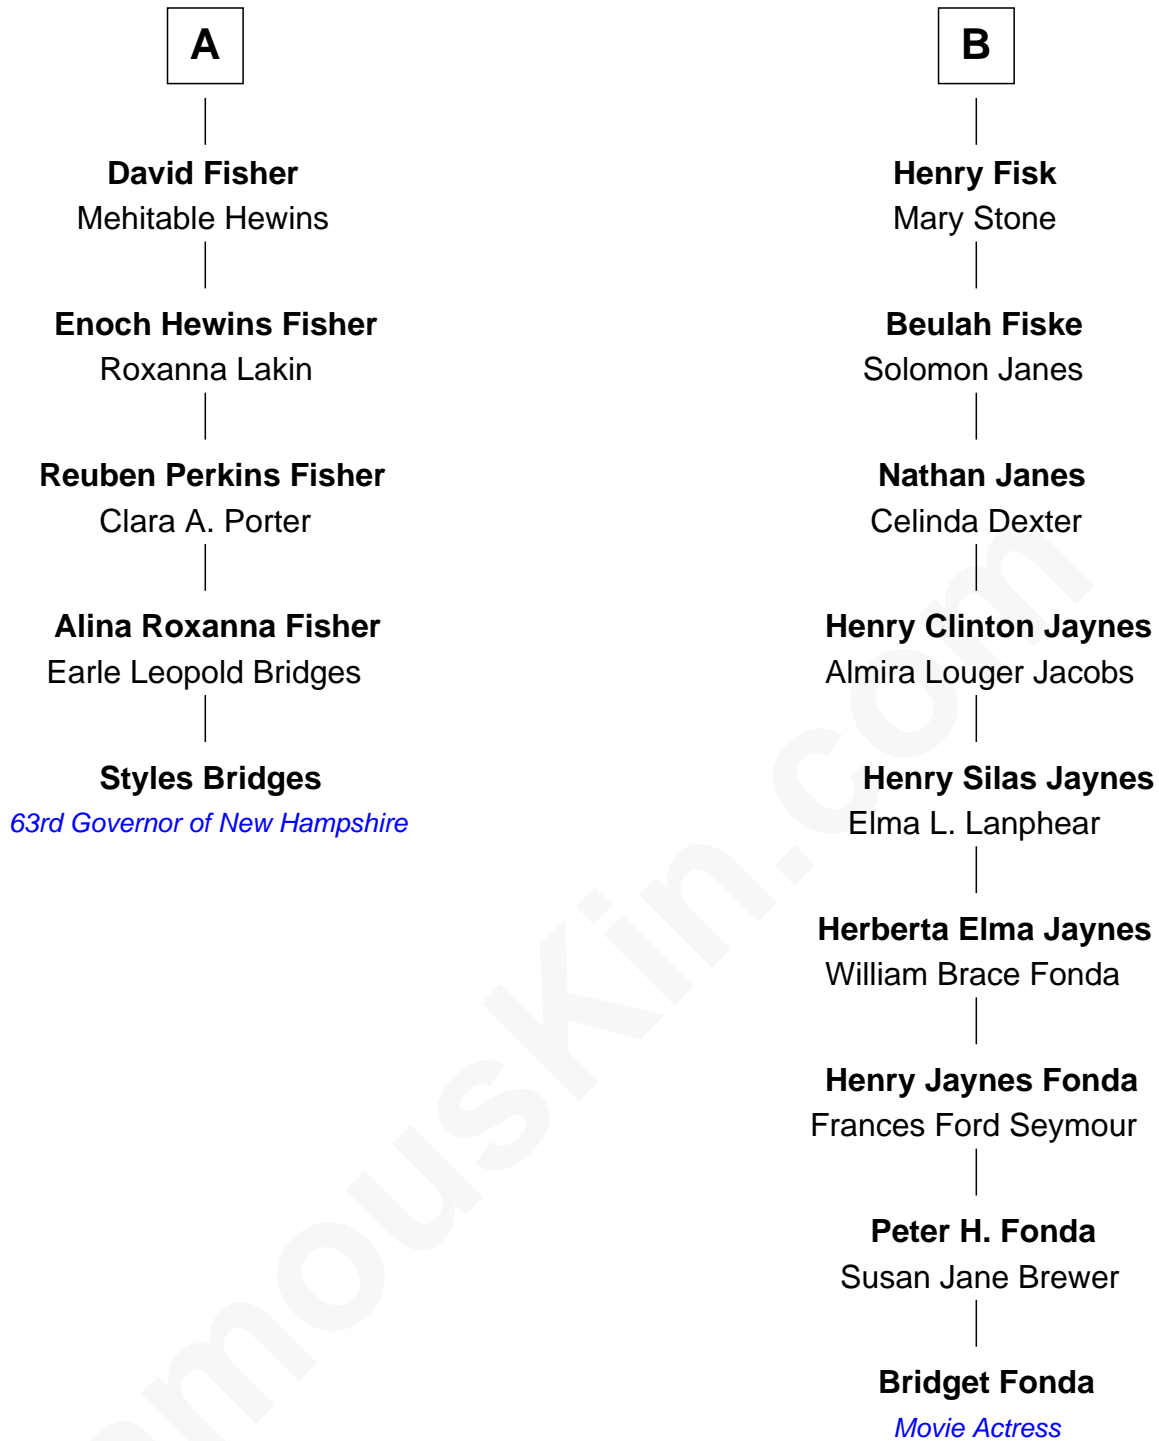 A
David Fisher
Mehitable Hewins
Enoch Hewins Fisher
Roxanna Lakin
Reuben Perkins Fisher
Clara A. Porter
Alina Roxanna Fisher
Earle Leopold Bridges
Styles Bridges
63rd Governor of New Hampshire
B
Henry Fisk
Mary Stone
Beulah Fiske
Solomon Janes
Nathan Janes
Celinda Dexter
Henry Clinton Jaynes
Almira Louger Jacobs
Henry Silas Jaynes
Elma L. Lanphear
Herberta Elma Jaynes
William Brace Fonda
Henry Jaynes Fonda
Frances Ford Seymour
Peter H. Fonda
Susan Jane Brewer
Bridget Fonda
Movie Actress
amouskin.com